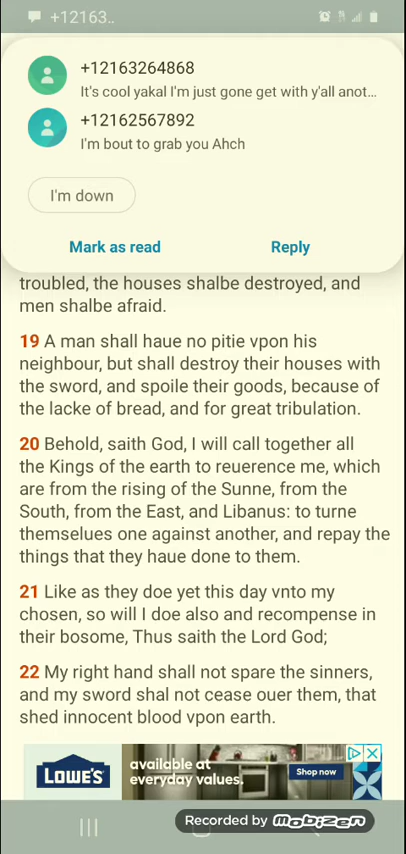 +12163..
+12163264868
It's cool yakal I'm just gone get with y'all anot...
+12162567892
I'm bout to grab you Ahch
I'm down
Mark as read Reply
troubled, the houses shalbe destroyed, and
men shalbe afraid.
19 A man shall haue no pitie vpon his
neighbour, but shall destroy their houses with
the sword, and spoile their goods, because of
the lacke of bread, and for great tribulation.
20 Behold, saith God, I will call together all
the Kings of the earth to reuerence me, which
are from the rising of the Sunne, from the
South, from the East, and Libanus: to turne
themselues one against another, and repay the
things that they haue done to them.
21 Like as they doe yet this day vnto my
chosen, so will I doe also and recompense in
their bosome, Thus saith the Lord God;
22 My right hand shall not spare the sinners,
and my sword shal not cease ouer them, that
shed innocent blood vpon earth.
LOWE'S
available at
everyday values.
Shop now
Recorded by mobizen